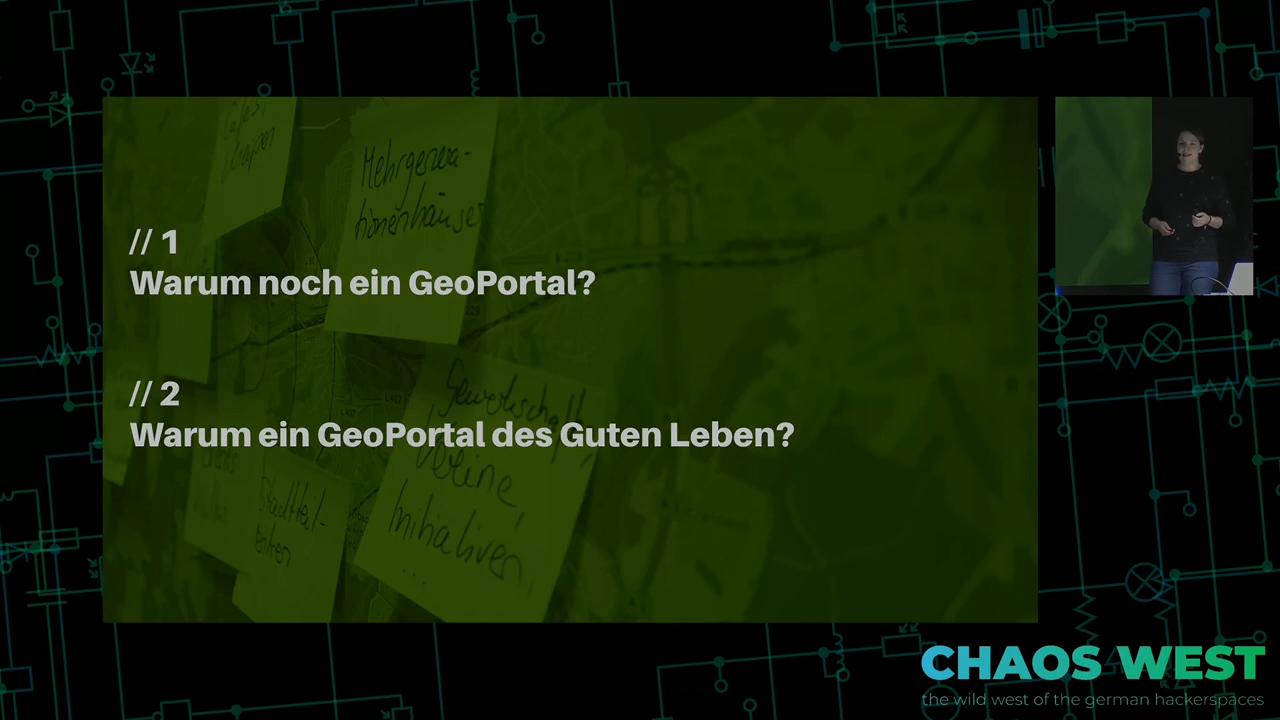 Mehrgenera-
tionenhäuser
// 1
Warum noch ein GeoPortal?
// 2
Warum ein GeoPortal des Guten Leben?
Gewerkschaft,
Vereine,
Initiativen
...
Stadtteil-
CHAOS WEST
the wild west of the german hackerspaces